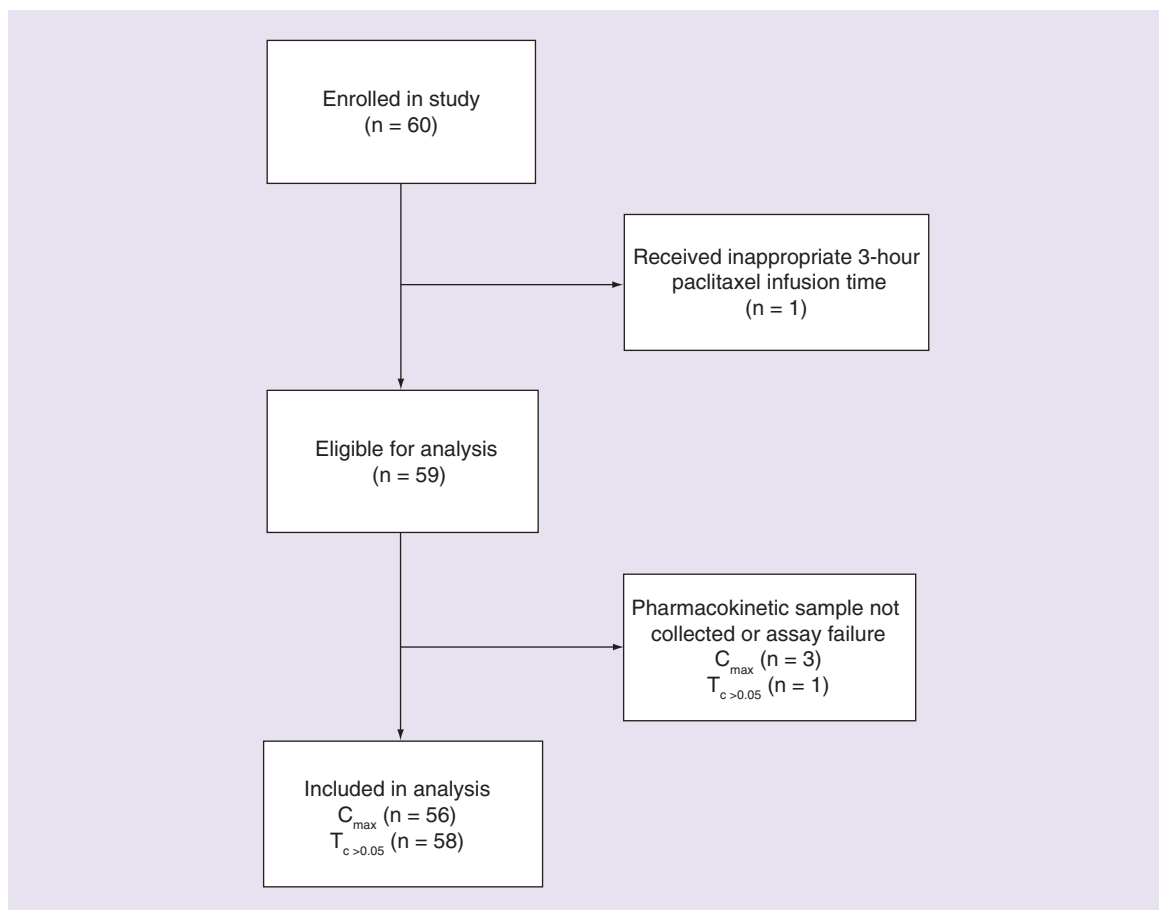 Enrolled in study
(n = 60)
Received inappropriate 3-hour
paclitaxel infusion time
(n = 1)
Eligible for analysis
(n = 59)
Pharmacokinetic sample not
collected or assay failure
Cmax (n = 3)
Tc >0.05 (n = 1)
Included in analysis
Cmax (n = 56)
Tc >0.05 (n = 58)